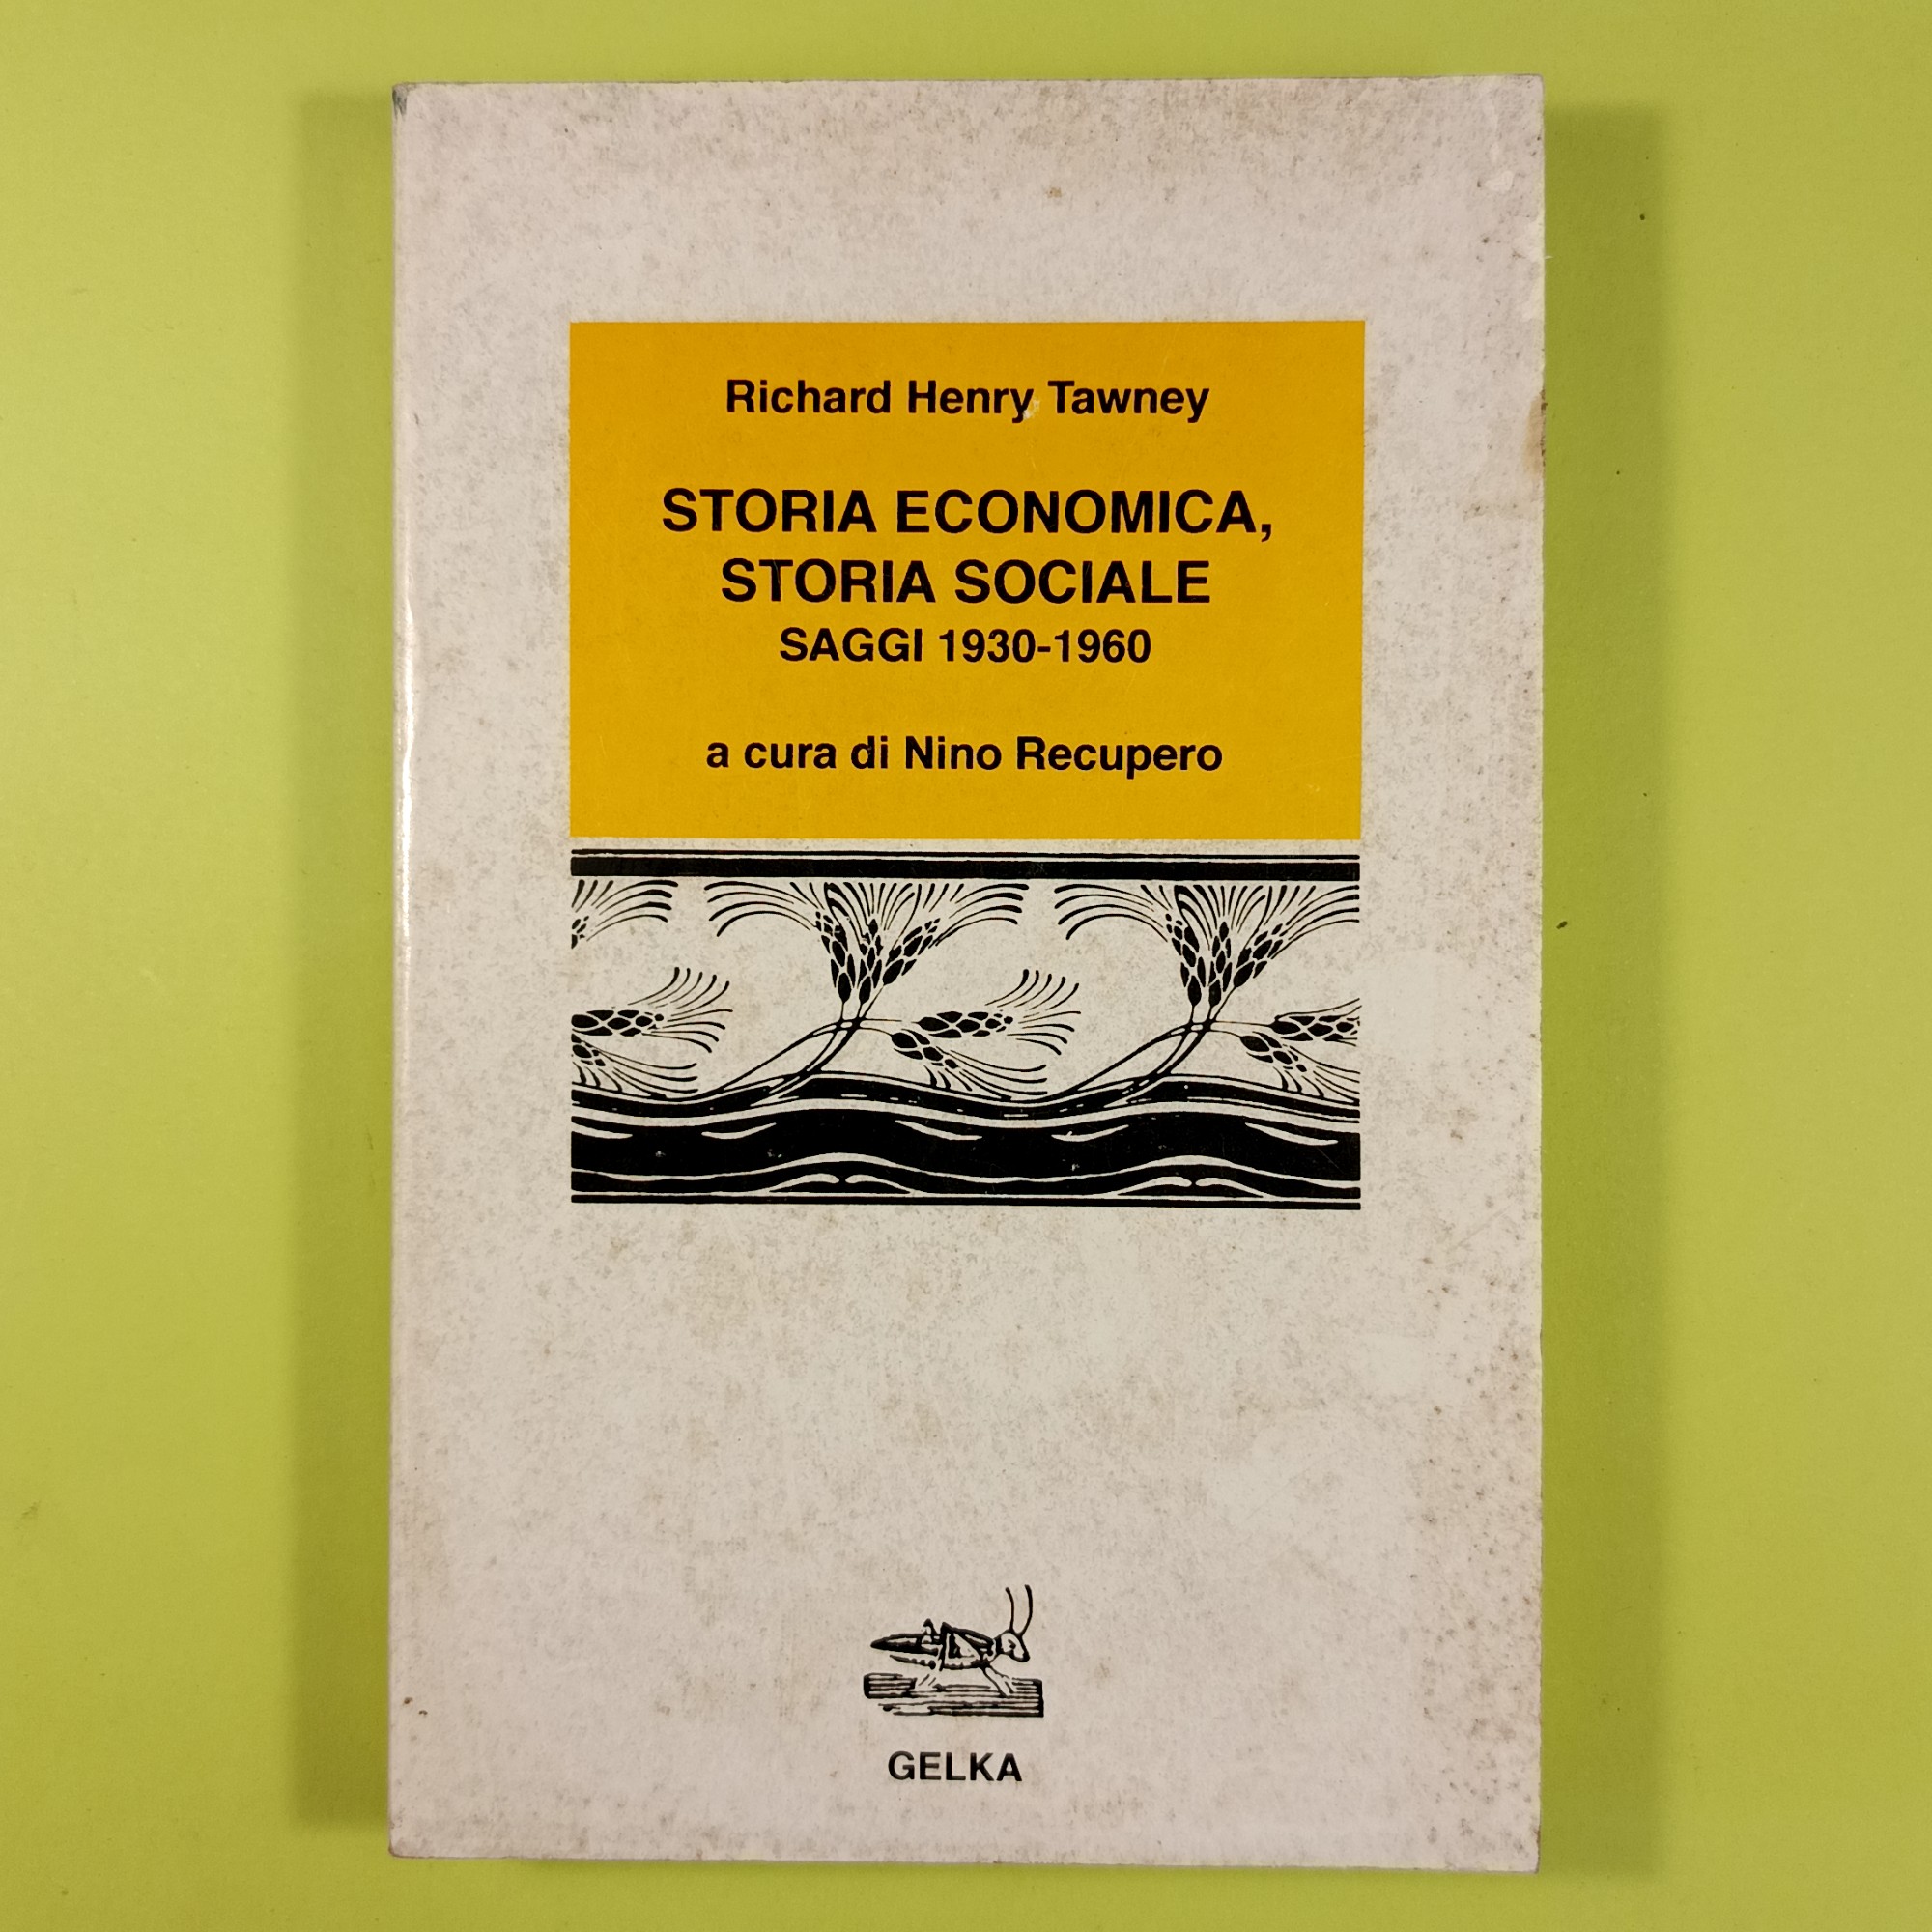 Richard Henry Tawney
STORIA ECONOMICA,
STORIA SOCIALE
SAGGI 1930-1960
a cura di Nino Recupero
GELKA